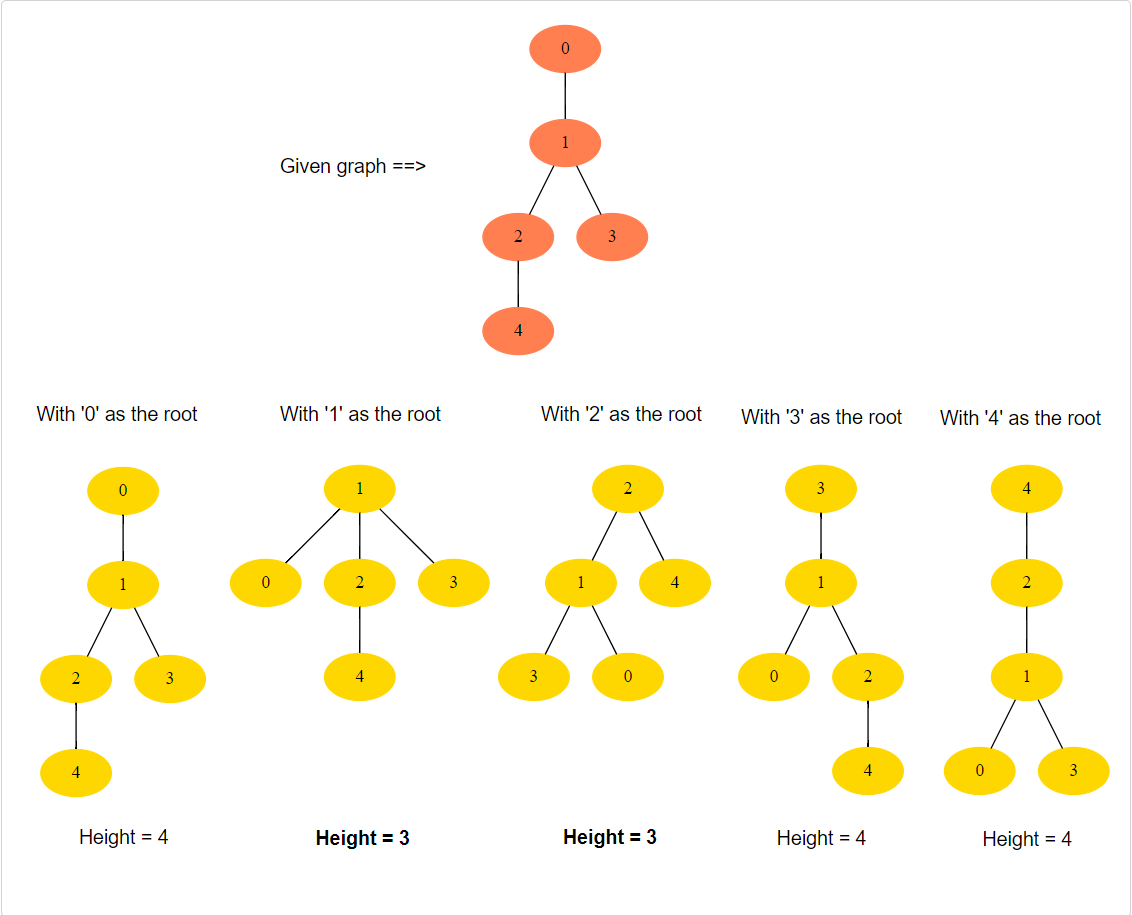 0
1
Given graph ==>
2 3
4
With '0' as the root With '1' as the root With '2' as the root With '3' as the root With '4' as the root
0 1 2 3 4
1 0 2 3 1 4 1 2
2 3 4 3 0 0 2 1
4 4 0 3
Height = 4 Height = 3 Height = 3 Height = 4 Height = 4